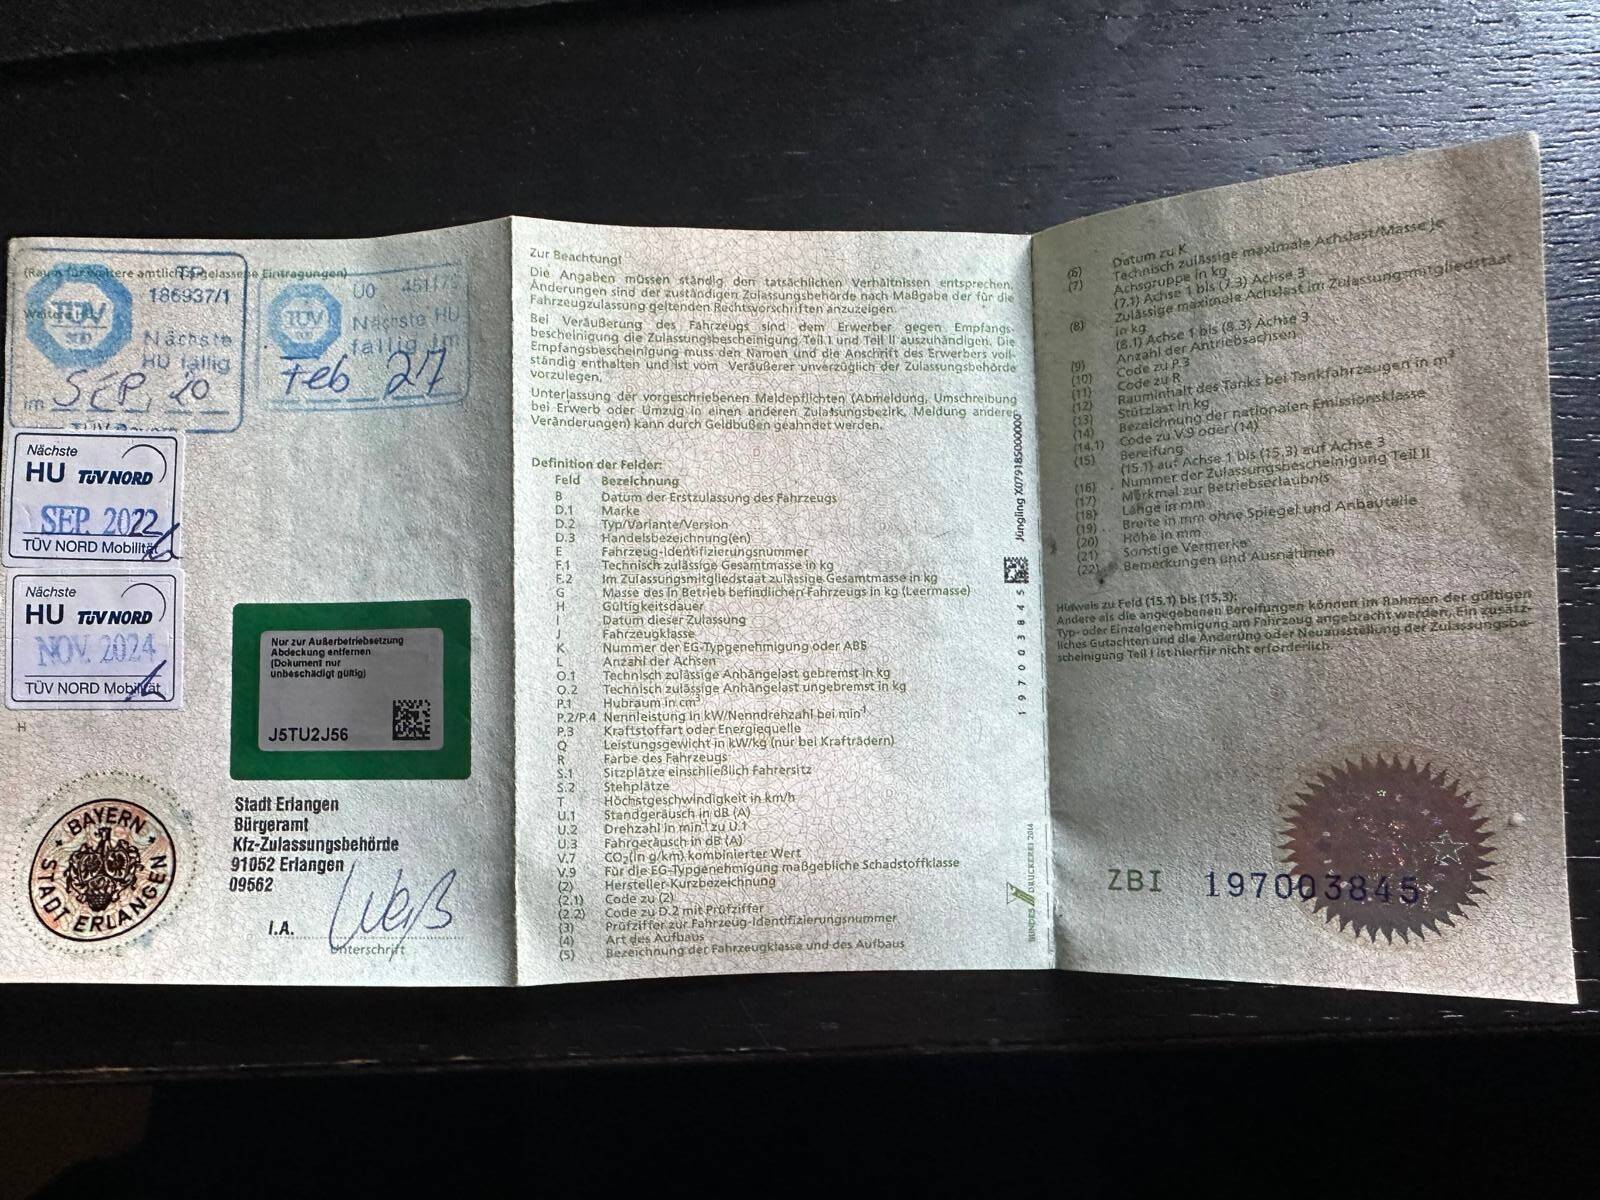 (Raum für weitere amtlich zugelassene Eintragungen)
TP
186937/1
TÜV
SÜD
Nächste
HU fällig
im SEP. 20
UO 45117
TÜV
Nächste HU
fällig im
Feb 27
Nächste
HU TÜV NORD
SEP. 2022
TÜV NORD Mobilität
Nächste
HU TÜV NORD
NOV. 2024
TÜV NORD Mobilität
H
Nur zur Außerbetriebsetzung
Abdeckung entfernen
(Dokument nur
unbeschädigt gültig)
J5TU2J56
BAYERN
STADT ERLANGEN
Stadt Erlangen
Bürgeramt
Kfz-Zulassungsbehörde
91052 Erlangen
09562
I.A. Weiß
Unterschrift
Zur Beachtung!
Die Angaben müssen ständig den tatsächlichen Verhältnissen entsprechen.
Änderungen sind der zuständigen Zulassungsbehörde nach Maßgabe der für die
Fahrzeugzulassung geltenden Rechtsvorschriften anzuzeigen.
Bei Veräußerung des Fahrzeugs sind dem Erwerber gegen Empfangs-
bescheinigung die Zulassungsbescheinigung Teil I und Teil II auszuhändigen. Die
Empfangsbescheinigung muss den Namen und die Anschrift des Erwerbers voll-
ständig enthalten und ist vom Veräußerer unverzüglich der Zulassungsbehörde
vorzulegen.
Unterlassung der vorgeschriebenen Meldepflichten (Abmeldung, Umschreibung
bei Erwerb oder Umzug in einen anderen Zulassungsbezirk, Meldung anderer
Veränderungen) kann durch Geldbußen geahndet werden.
Definition der Felder:
Feld Bezeichnung
B Datum der Erstzulassung des Fahrzeugs
D.1 Marke
D.2 Typ/Variante/Version
D.3 Handelsbezeichnung(en)
E Fahrzeug-Identifizierungsnummer
F.1 Technisch zulässige Gesamtmasse in kg
F.2 Im Zulassungsmitgliedstaat zulässige Gesamtmasse in kg
G Masse des in Betrieb befindlichen Fahrzeugs in kg (Leermasse)
H Gültigkeitsdauer
I Datum dieser Zulassung
J Fahrzeugklasse
K Nummer der EG-Typgenehmigung oder ABE
L Anzahl der Achsen
O.1 Technisch zulässige Anhängelast gebremst in kg
O.2 Technisch zulässige Anhängelast ungebremst in kg
P.1 Hubraum in cm³
P.2/P.4 Nennleistung in kW/Nenndrehzahl bei min⁻¹
P.3 Kraftstoffart oder Energiequelle
Q Leistungsgewicht in kW/kg (nur bei Krafträdern)
R Farbe des Fahrzeugs
S.1 Sitzplätze einschließlich Fahrersitz
S.2 Stehplätze
T Höchstgeschwindigkeit in km/h
U.1 Standgeräusch in dB (A)
U.2 Drehzahl in min⁻¹ zu U.1
U.3 Fahrgeräusch in dB (A)
V.7 CO₂(in g/km) kombinierter Wert
V.9 Für die EG-Typgenehmigung maßgebliche Schadstoffklasse
(2) Hersteller-Kurzbezeichnung
(2.1) Code zu (2)
(2.2) Code zu D.2 mit Prüfziffer
(3) Prüfziffer zur Fahrzeug-Identifizierungsnummer
(4) Art des Aufbaus
(5) Bezeichnung der Fahrzeugklasse und des Aufbaus
Jüngling X079185000000
197003845
BUNDESDRUCKEREI 2014
(6) Datum zu K
(7) Technisch zulässige maximale Achslast/Masse je
Achsgruppe in kg
(7.1) Achse 1 bis (7.3) Achse 3
(8) Zulässige maximale Achslast im Zulassungsmitgliedstaat
in kg
(8.1) Achse 1 bis (8.3) Achse 3
(9) Anzahl der Antriebsachsen
(10) Code zu P.3
(11) Code zu R
(12) Rauminhalt des Tanks bei Tankfahrzeugen in m³
(13) Stützlast in kg
(14) Bezeichnung der nationalen Emissionsklasse
(14.1) Code zu V.9 oder (14)
(15) Bereifung
(15.1) auf Achse 1 bis (15.3) auf Achse 3
(16) Nummer der Zulassungsbescheinigung Teil II
(17) Merkmal zur Betriebserlaubnis
(18) Länge in mm
(19) Breite in mm ohne Spiegel und Anbauteile
(20) Höhe in mm
(21) Sonstige Vermerke
(22) Bemerkungen und Ausnahmen
Hinweis zu Feld (15.1) bis (15.3):
Andere als die angegebenen Bereifungen können im Rahmen der gültigen
Typ- oder Einzelgenehmigung am Fahrzeug angebracht werden. Ein zusätz-
liches Gutachten und die Änderung oder Neuausstellung der Zulassungsbe-
scheinigung Teil I ist hierfür nicht erforderlich.
ZBI 197003845